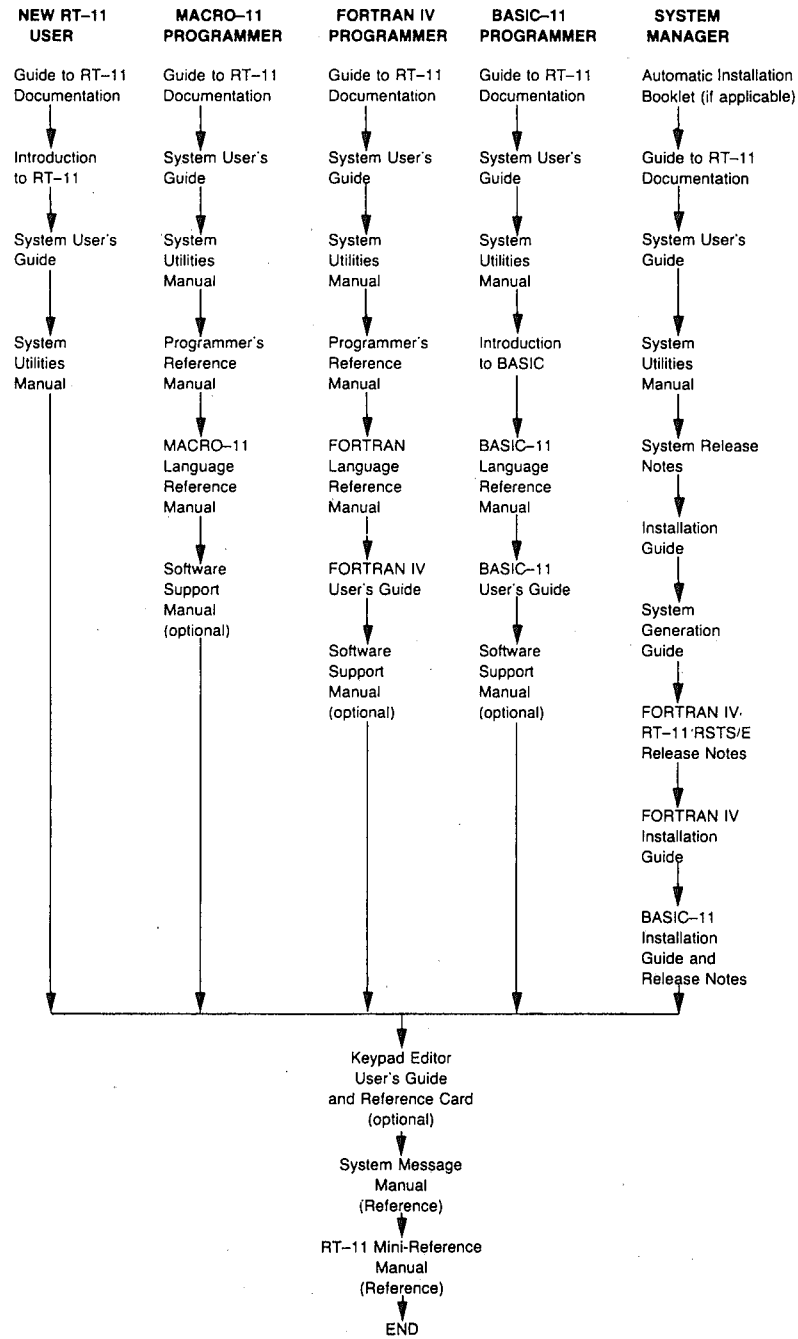 NEW RT–11
USER
Guide to RT–11
Documentation
Introduction
to RT–11
System User's
Guide
System
Utilities
Manual
MACRO–11
PROGRAMMER
Guide to RT–11
Documentation
System User's
Guide
System
Utilities
Manual
Programmer's
Reference
Manual
MACRO–11
Language
Reference
Manual
Software
Support
Manual
(optional)
FORTRAN IV
PROGRAMMER
Guide to RT–11
Documentation
System User's
Guide
System
Utilities
Manual
Programmer's
Reference
Manual
FORTRAN
Language
Reference
Manual
FORTRAN IV
User's Guide
Software
Support
Manual
(optional)
BASIC–11
PROGRAMMER
Guide to RT–11
Documentation
System User's
Guide
System
Utilities
Manual
Introduction
to BASIC
BASIC–11
Language
Reference
Manual
BASIC–11
User's Guide
Software
Support
Manual
(optional)
SYSTEM
MANAGER
Automatic Installation
Booklet (if applicable)
Guide to RT–11
Documentation
System User's
Guide
System
Utilities
Manual
System Release
Notes
Installation
Guide
System
Generation
Guide
FORTRAN IV
RT–11 RSTS/E
Release Notes
FORTRAN IV
Installation
Guide
BASIC–11
Installation
Guide and
Release Notes
Keypad Editor
User's Guide
and Reference Card
(optional)
System Message
Manual
(Reference)
RT–11 Mini-Reference
Manual
(Reference)
END